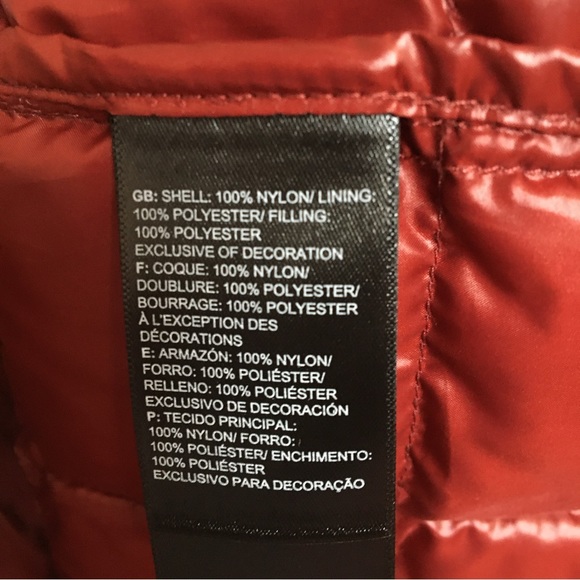 GB: SHELL: 100% NYLON/ LINING:
100% POLYESTER/ FILLING:
100% POLYESTER
EXCLUSIVE OF DECORATION
F: COQUE: 100% NYLON/
DOUBLURE: 100% POLYESTER/
BOURRAGE: 100% POLYESTER
À L'EXCEPTION DES
DÉCORATIONS
E: ARMAZÓN: 100% NYLON/
FORRO: 100% POLIÉSTER/
RELLENO: 100% POLIÉSTER
EXCLUSIVO DE DECORACIÓN
P: TECIDO PRINCIPAL:
100% NYLON/ FORRO:
100% POLIÉSTER/ ENCHIMENTO:
100% POLIÉSTER
EXCLUSIVO PARA DECORAÇÃO